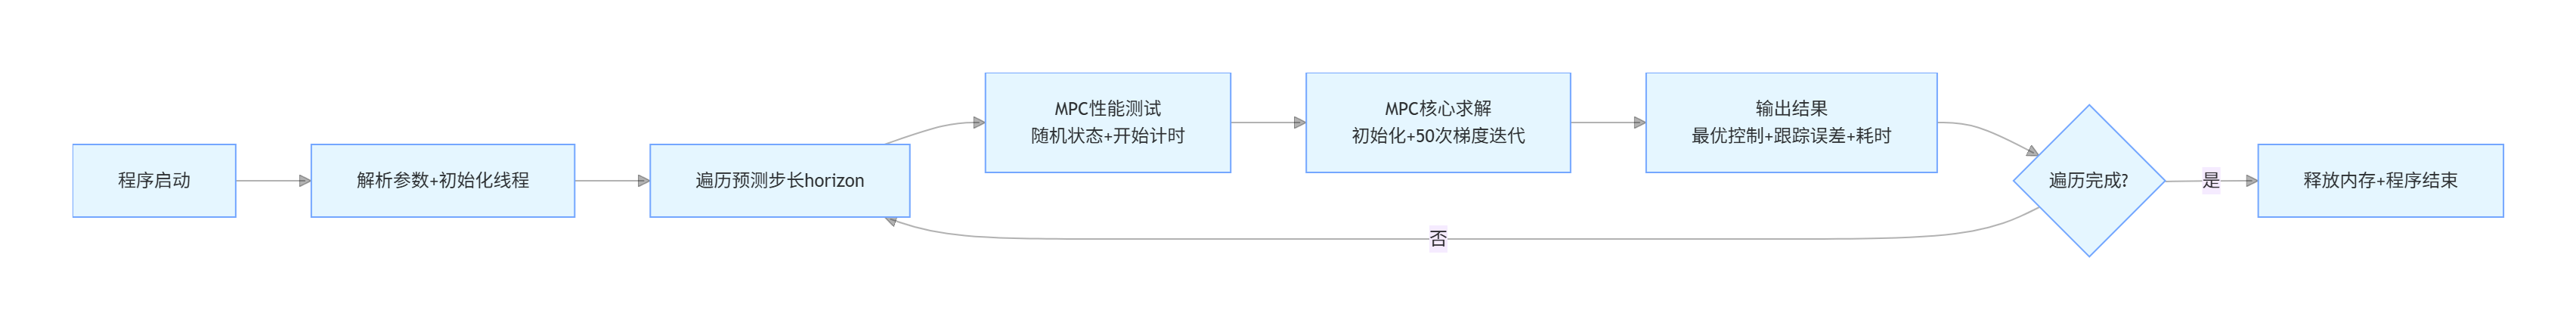 程序启动
解析参数+初始化线程
遍历预测步长horizon
MPC性能测试
随机状态+开始计时
MPC核心求解
初始化+50次梯度迭代
输出结果
最优控制+跟踪误差+耗时
遍历完成?
是
释放内存+程序结束
否